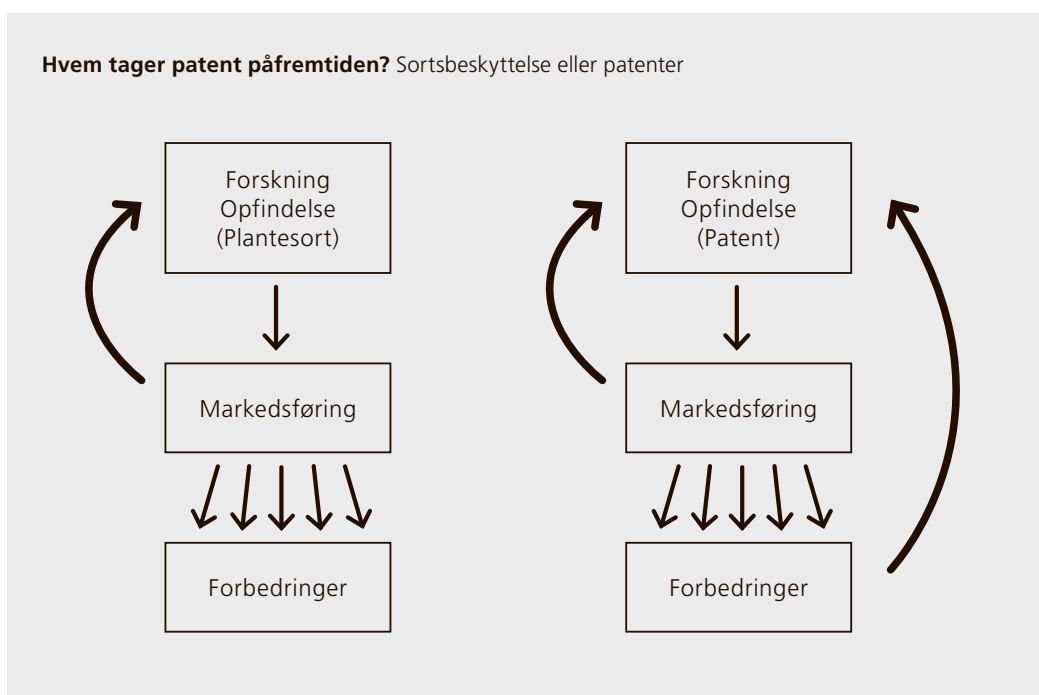 Hvem tager patent påfremtiden? Sortsbeskyttelse eller patenter
Forskning
Opfindelse
(Plantesort)
Markedsføring
Forbedringer
Forskning
Opfindelse
(Patent)
Markedsføring
Forbedringer